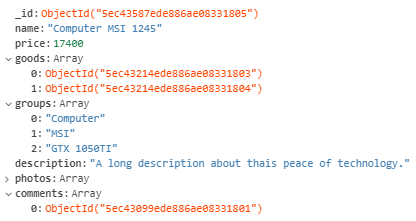 _id: ObjectId("5ec43587ede886ae08331805")
name: "Computer MSI 1245"
price: 17400
goods: Array
0: ObjectId("5ec43214ede886ae08331803")
1: ObjectId("5ec43214ede886ae08331804")
groups: Array
0: "Computer"
1: "MSI"
2: "GTX 1050TI"
description: "A long description about thais peace of technology."
photos: Array
comments: Array
0: ObjectId("5ec43099ede886ae08331801")